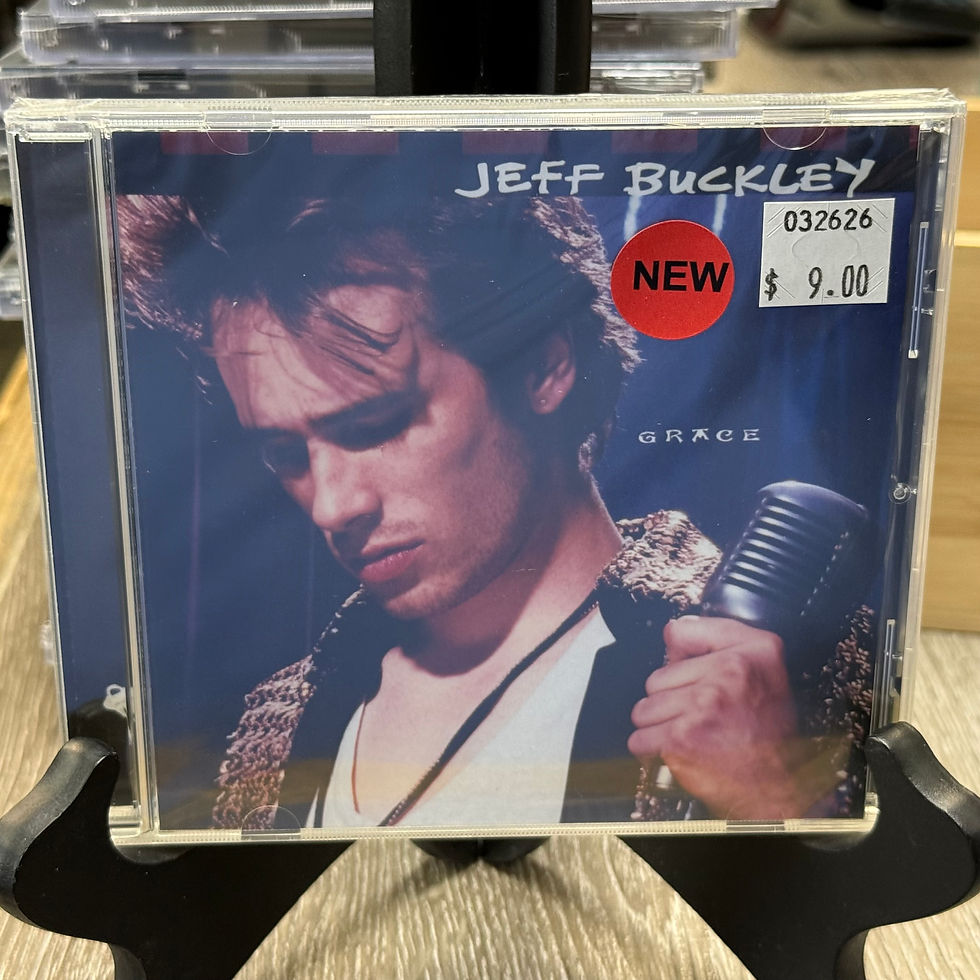 JEFF BUCKLEY
NEW
032626
$ 9.00
GRACE